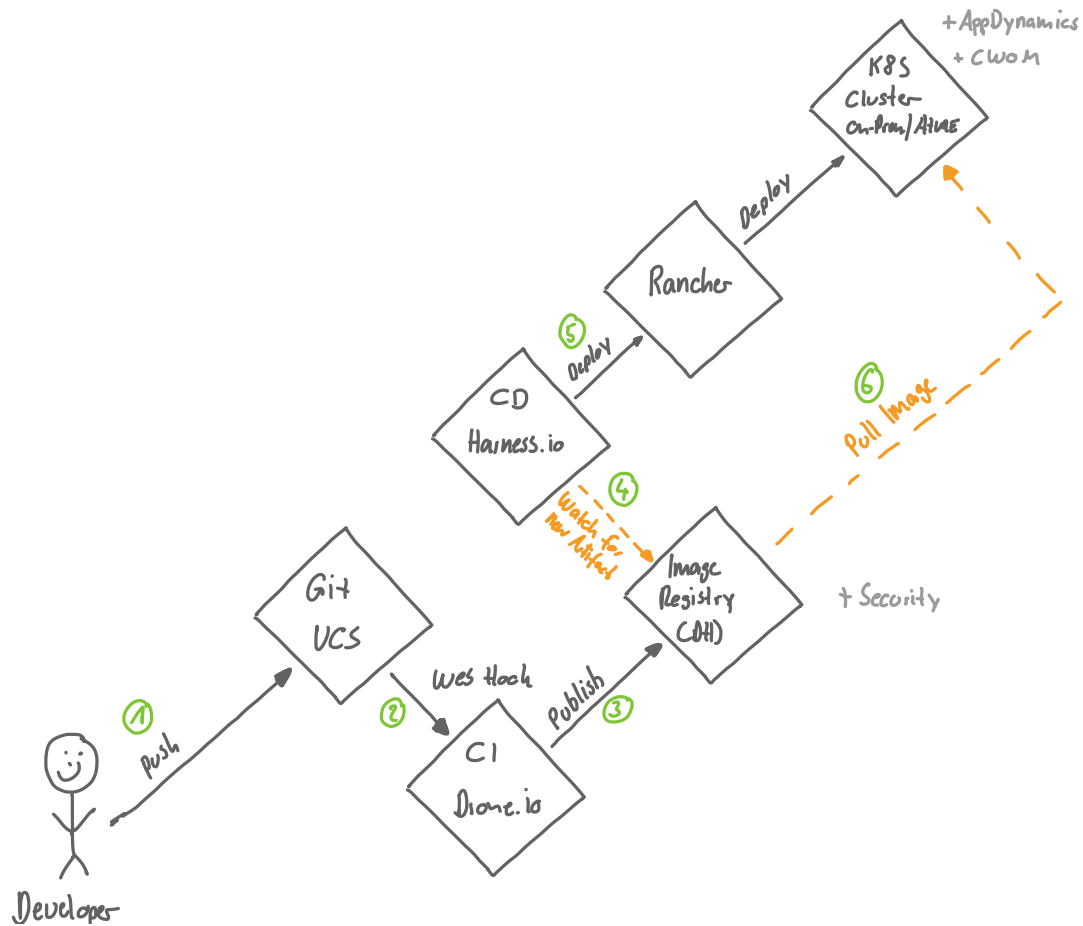 + AppDynamics
+ CWOM
K8S
Cluster
On-Prem/AZURE
Deploy
Rancher
5
Deploy
6
Pull Image
CD
Harness.io
4
Watch for
new Artifact
Image
Registry
(DH)
+ Security
Git
VCS
Web Hook
2
Publish
3
1
push
CI
Drone.io
Developer